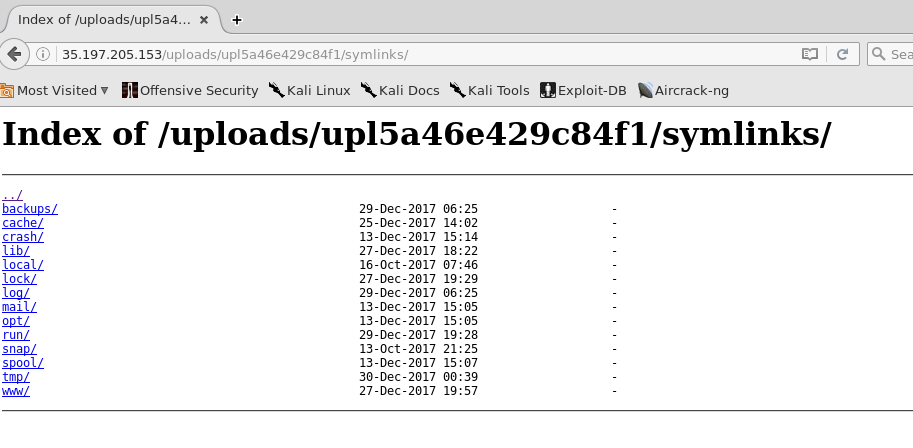 Index of /uploads/upl5a4...
35.197.205.153/uploads/upl5a46e429c84f1/symlinks/
Sea
Most Visited Offensive Security Kali Linux Kali Docs Kali Tools Exploit-DB Aircrack-ng
Index of /uploads/upl5a46e429c84f1/symlinks/
../
backups/ 29-Dec-2017 06:25 -
cache/ 25-Dec-2017 14:02 -
crash/ 13-Dec-2017 15:14 -
lib/ 27-Dec-2017 18:22 -
local/ 16-Oct-2017 07:46 -
lock/ 27-Dec-2017 19:29 -
log/ 29-Dec-2017 06:25 -
mail/ 13-Dec-2017 15:05 -
opt/ 13-Dec-2017 15:05 -
run/ 29-Dec-2017 19:28 -
snap/ 13-Oct-2017 21:25 -
spool/ 13-Dec-2017 15:07 -
tmp/ 30-Dec-2017 00:39 -
www/ 27-Dec-2017 19:57 -